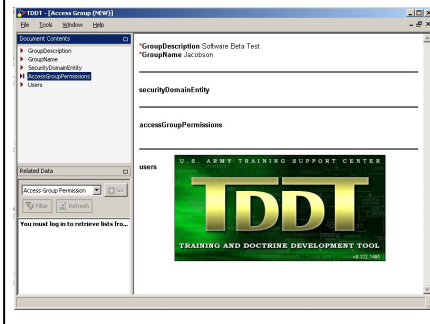 TDDT - [Access Group (NEW)]
File Tools Window Help
Document Contents
GroupDescription
GroupName
SecurityDomainEntity
AccessGroupPermissions
Users
*GroupDescription Software Beta Test
*GroupName Jacobson
securityDomainEntity
accessGroupPermissions
users
U.S. ARMY TRAINING SUPPORT CENTER
TDDT
TRAINING AND DOCTRINE DEVELOPMENT TOOL
Related Data
Access Group Permission Go
Filter Refresh
You must log in to retrieve lists fro...